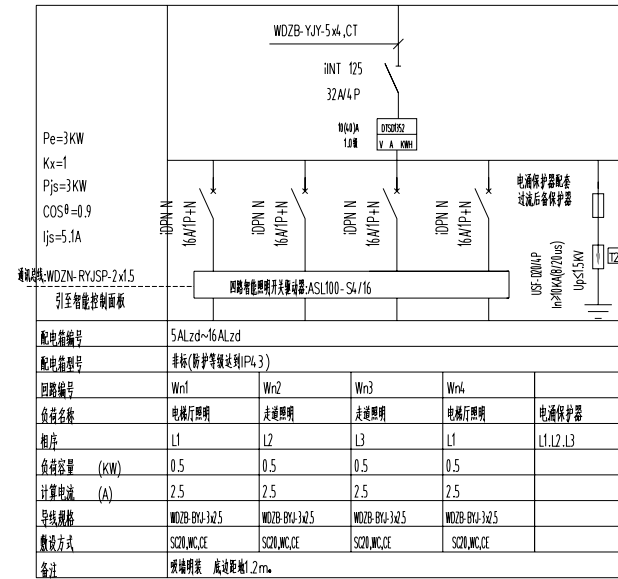 WDZB-YJY-5x4,CT
iINT 125
32A/4P
10(40)A
1.0级
DTSD1352
V A KWH
Pe=3KW
Kx=1
Pjs=3KW
COSθ=0.9
Ijs=5.1A
iDPN N
16A/1P+N
iDPN N
16A/1P+N
iDPN N
16A/1P+N
iDPN N
16A/1P+N
电涌保护器配套
过流后备保护器
T2
USF-D20/4P
In≥10KA(8/20us)
Up≤1.5KV
通讯总线:WDZN-RYJSP-2x1.5
引至智能控制面板
四路智能照明开关驱动器:ASL100-S4/16
配电箱编号 5ALzd~16ALzd
配电箱型号 非标(防护等级达到IP43)
回路编号 Wn1 Wn2 Wn3 Wn4
负荷名称 电梯厅照明 走道照明 走道照明 电梯厅照明 电涌保护器
相序 L1 L2 L3 L1 L1.L2.L3
负荷容量 (KW) 0.5 0.5 0.5 0.5
计算电流 (A) 2.5 2.5 2.5 2.5
导线规格 WDZB-BYJ-3x2.5 WDZB-BYJ-3x2.5 WDZB-BYJ-3x2.5 WDZB-BYJ-3x2.5
敷设方式 SC20,WC,CE SC20,WC,CE SC20,WC,CE SC20,WC,CE
备注 嵌墙明装 底边距地1.2m。